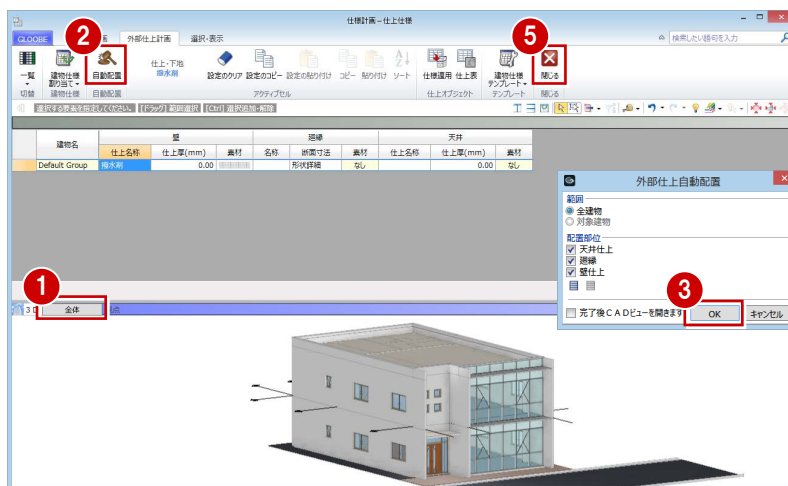 仕様計画－仕上仕様
GLOOBE 画 外部仕上計画 選択・表示 検索したい語句を入力
一覧 建物仕様割り当て 自動配置 仕上・下地 撥水剤 設定のクリア 設定のコピー 設定の貼り付け コピー 貼り付け ソート 仕様運用 仕上表 建物仕様テンプレート 閉じる
切替 建物仕様 自動配置 アクティブセル 仕上オブジェクト テンプレート 閉じる
選択する要素を指定してください。 [ドラッグ] 範囲選択 [Ctrl] 選択追加・解除
建物名 壁 廻縁 天井
仕上名称 仕上厚(mm) 素材 名称 断面寸法 素材 仕上名称 仕上厚(mm) 素材
Default Group 撥水剤 0.00 形状詳細 なし 0.00 なし
外部仕上自動配置
範囲
全建物
対象建物
配置部位
天井仕上
廻縁
壁仕上
完了後ＣＡＤビューを開きます
OK キャンセル
3D 全体 点
1
2
3
5